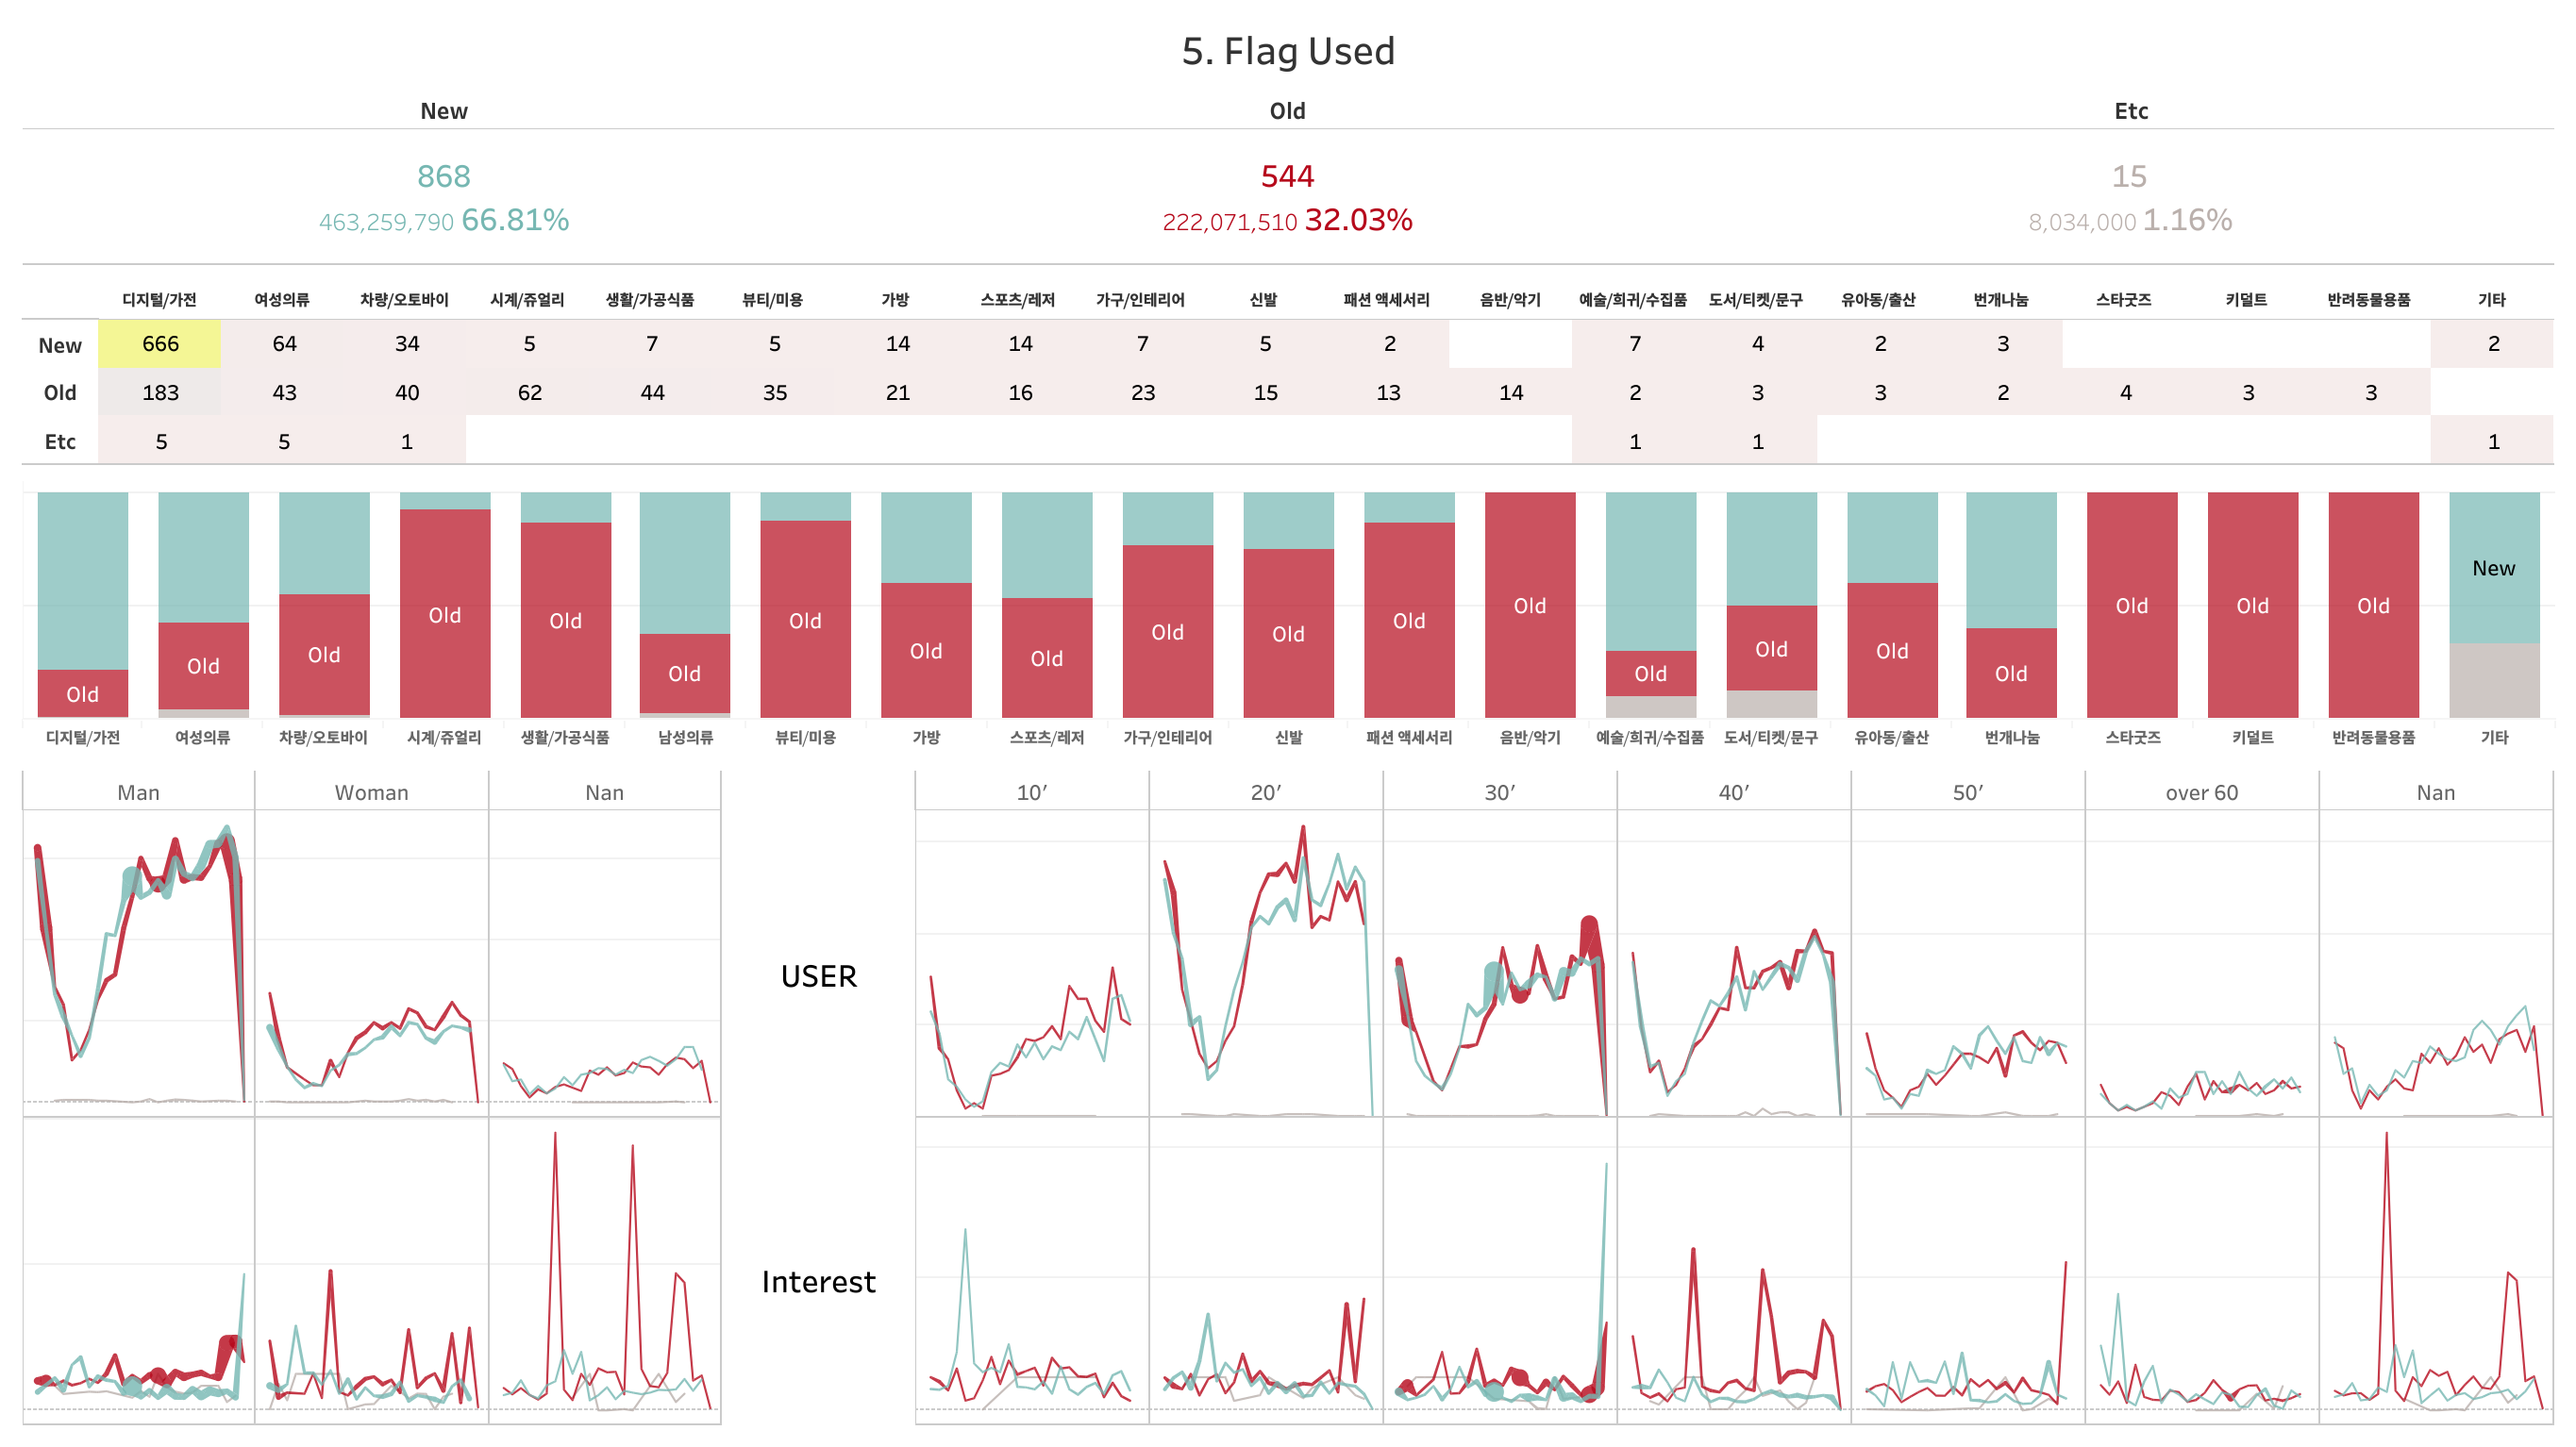 5. Flag Used
New Old Etc
868 544 15
463,259,790 66.81% 222,071,510 32.03% 8,034,000 1.16%
디지털/가전 여성의류 차량/오토바이 시계/쥬얼리 생활/가공식품 뷰티/미용 가방 스포츠/레저 가구/인테리어 신발 패션 액세서리 음반/악기 예술/희귀/수집품 도서/티켓/문구 유아동/출산 번개나눔 스타굿즈 키덜트 반려동물용품 기타
New 666 64 34 5 7 5 14 14 7 5 2 7 4 2 3 2
Old 183 43 40 62 44 35 21 16 23 15 13 14 2 3 3 2 4 3 3
Etc 5 5 1 1 1 1
New
Old Old Old Old Old Old Old Old Old Old Old Old Old Old Old Old Old Old Old Old
디지털/가전 여성의류 차량/오토바이 시계/쥬얼리 생활/가공식품 남성의류 뷰티/미용 가방 스포츠/레저 가구/인테리어 신발 패션 액세서리 음반/악기 예술/희귀/수집품 도서/티켓/문구 유아동/출산 번개나눔 스타굿즈 키덜트 반려동물용품 기타
Man Woman Nan 10′ 20′ 30′ 40′ 50′ over 60 Nan
USER
Interest